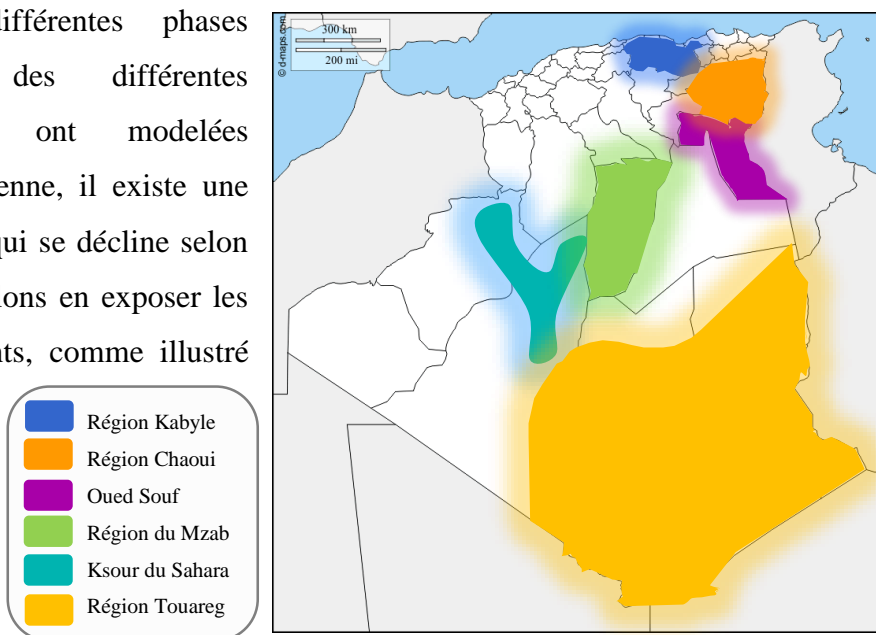 différentes phases
des différentes
ont modelées
enne, il existe une
qui se décline selon
ions en exposer les
nts, comme illustré
© d-maps.com
300 km
200 mi
Région Kabyle
Région Chaoui
Oued Souf
Région du Mzab
Ksour du Sahara
Région Touareg